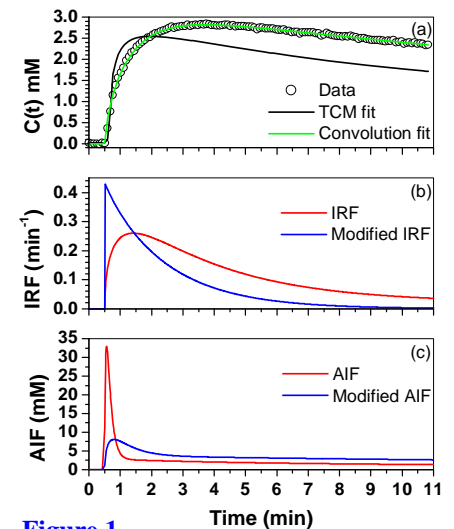 3.0
2.5
2.0
1.5
1.0
0.5
0.0
C(t) mM
(a)
Data
TCM fit
Convolution fit
0.4
0.3
0.2
0.1
0.0
IRF (min⁻¹)
(b)
IRF
Modified IRF
35
30
25
20
15
10
5
0
AIF (mM)
(c)
AIF
Modified AIF
0 1 2 3 4 5 6 7 8 9 10 11
Time (min)
Figure 1